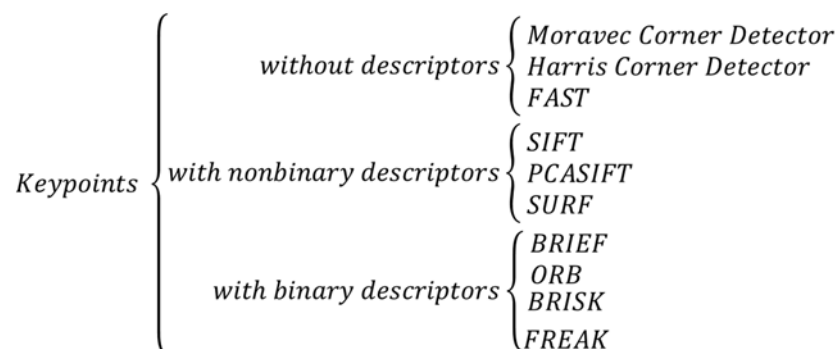 Keypoints
without descriptors
Moravec Corner Detector
Harris Corner Detector
FAST
with nonbinary descriptors
SIFT
PCASIFT
SURF
with binary descriptors
BRIEF
ORB
BRISK
FREAK